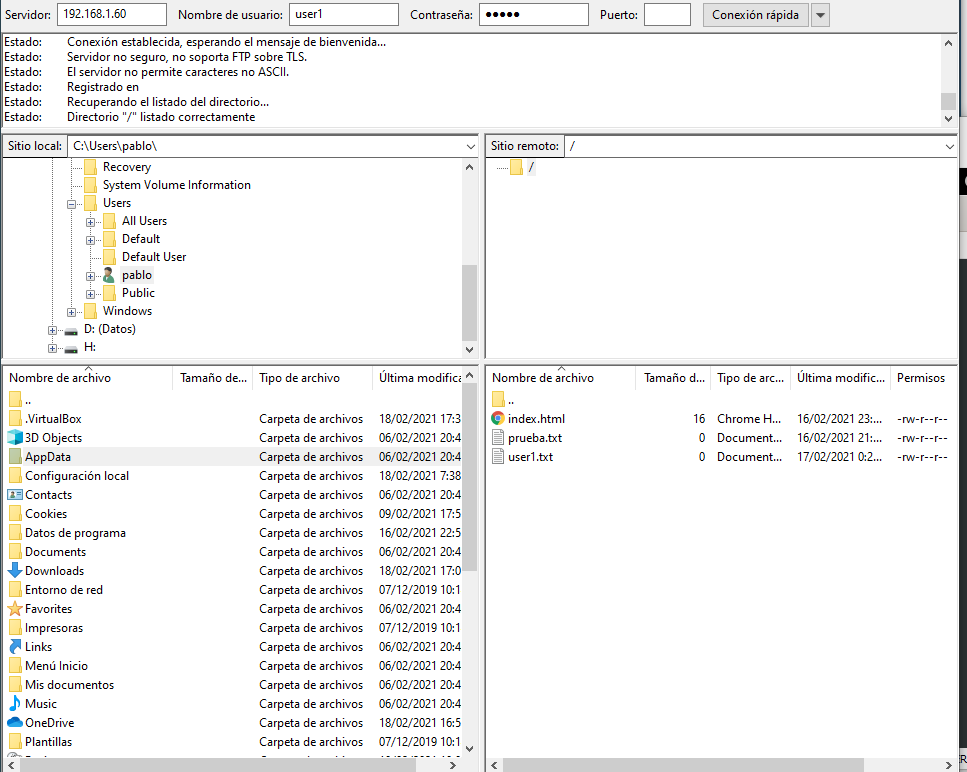 Servidor: 192.168.1.60 Nombre de usuario: user1 Contraseña: ●●●●● Puerto: Conexión rápida
Estado: Conexión establecida, esperando el mensaje de bienvenida...
Estado: Servidor no seguro, no soporta FTP sobre TLS.
Estado: El servidor no permite caracteres no ASCII.
Estado: Registrado en
Estado: Recuperando el listado del directorio...
Estado: Directorio "/" listado correctamente
Sitio local: C:\Users\pablo\
Recovery
System Volume Information
Users
All Users
Default
Default User
pablo
Public
Windows
D: (Datos)
H:
Sitio remoto: /
/
Nombre de archivo Tamaño de... Tipo de archivo Última modifica
..
.VirtualBox Carpeta de archivos 18/02/2021 17:3
3D Objects Carpeta de archivos 06/02/2021 20:4
AppData Carpeta de archivos 06/02/2021 20:4
Configuración local Carpeta de archivos 18/02/2021 7:38
Contacts Carpeta de archivos 06/02/2021 20:4
Cookies Carpeta de archivos 09/02/2021 17:5
Datos de programa Carpeta de archivos 16/02/2021 22:5
Documents Carpeta de archivos 06/02/2021 20:4
Downloads Carpeta de archivos 18/02/2021 17:0
Entorno de red Carpeta de archivos 07/12/2019 10:1
Favorites Carpeta de archivos 06/02/2021 20:4
Impresoras Carpeta de archivos 07/12/2019 10:1
Links Carpeta de archivos 06/02/2021 20:4
Menú Inicio Carpeta de archivos 06/02/2021 20:4
Mis documentos Carpeta de archivos 06/02/2021 20:4
Music Carpeta de archivos 06/02/2021 20:4
OneDrive Carpeta de archivos 18/02/2021 16:5
Plantillas Carpeta de archivos 07/12/2019 10:1
Nombre de archivo Tamaño d... Tipo de arc... Última modific... Permisos
..
index.html 16 Chrome H... 16/02/2021 23:... -rw-r--r--
prueba.txt 0 Document... 16/02/2021 21:... -rw-r--r--
user1.txt 0 Document... 17/02/2021 0:2... -rw-r--r--